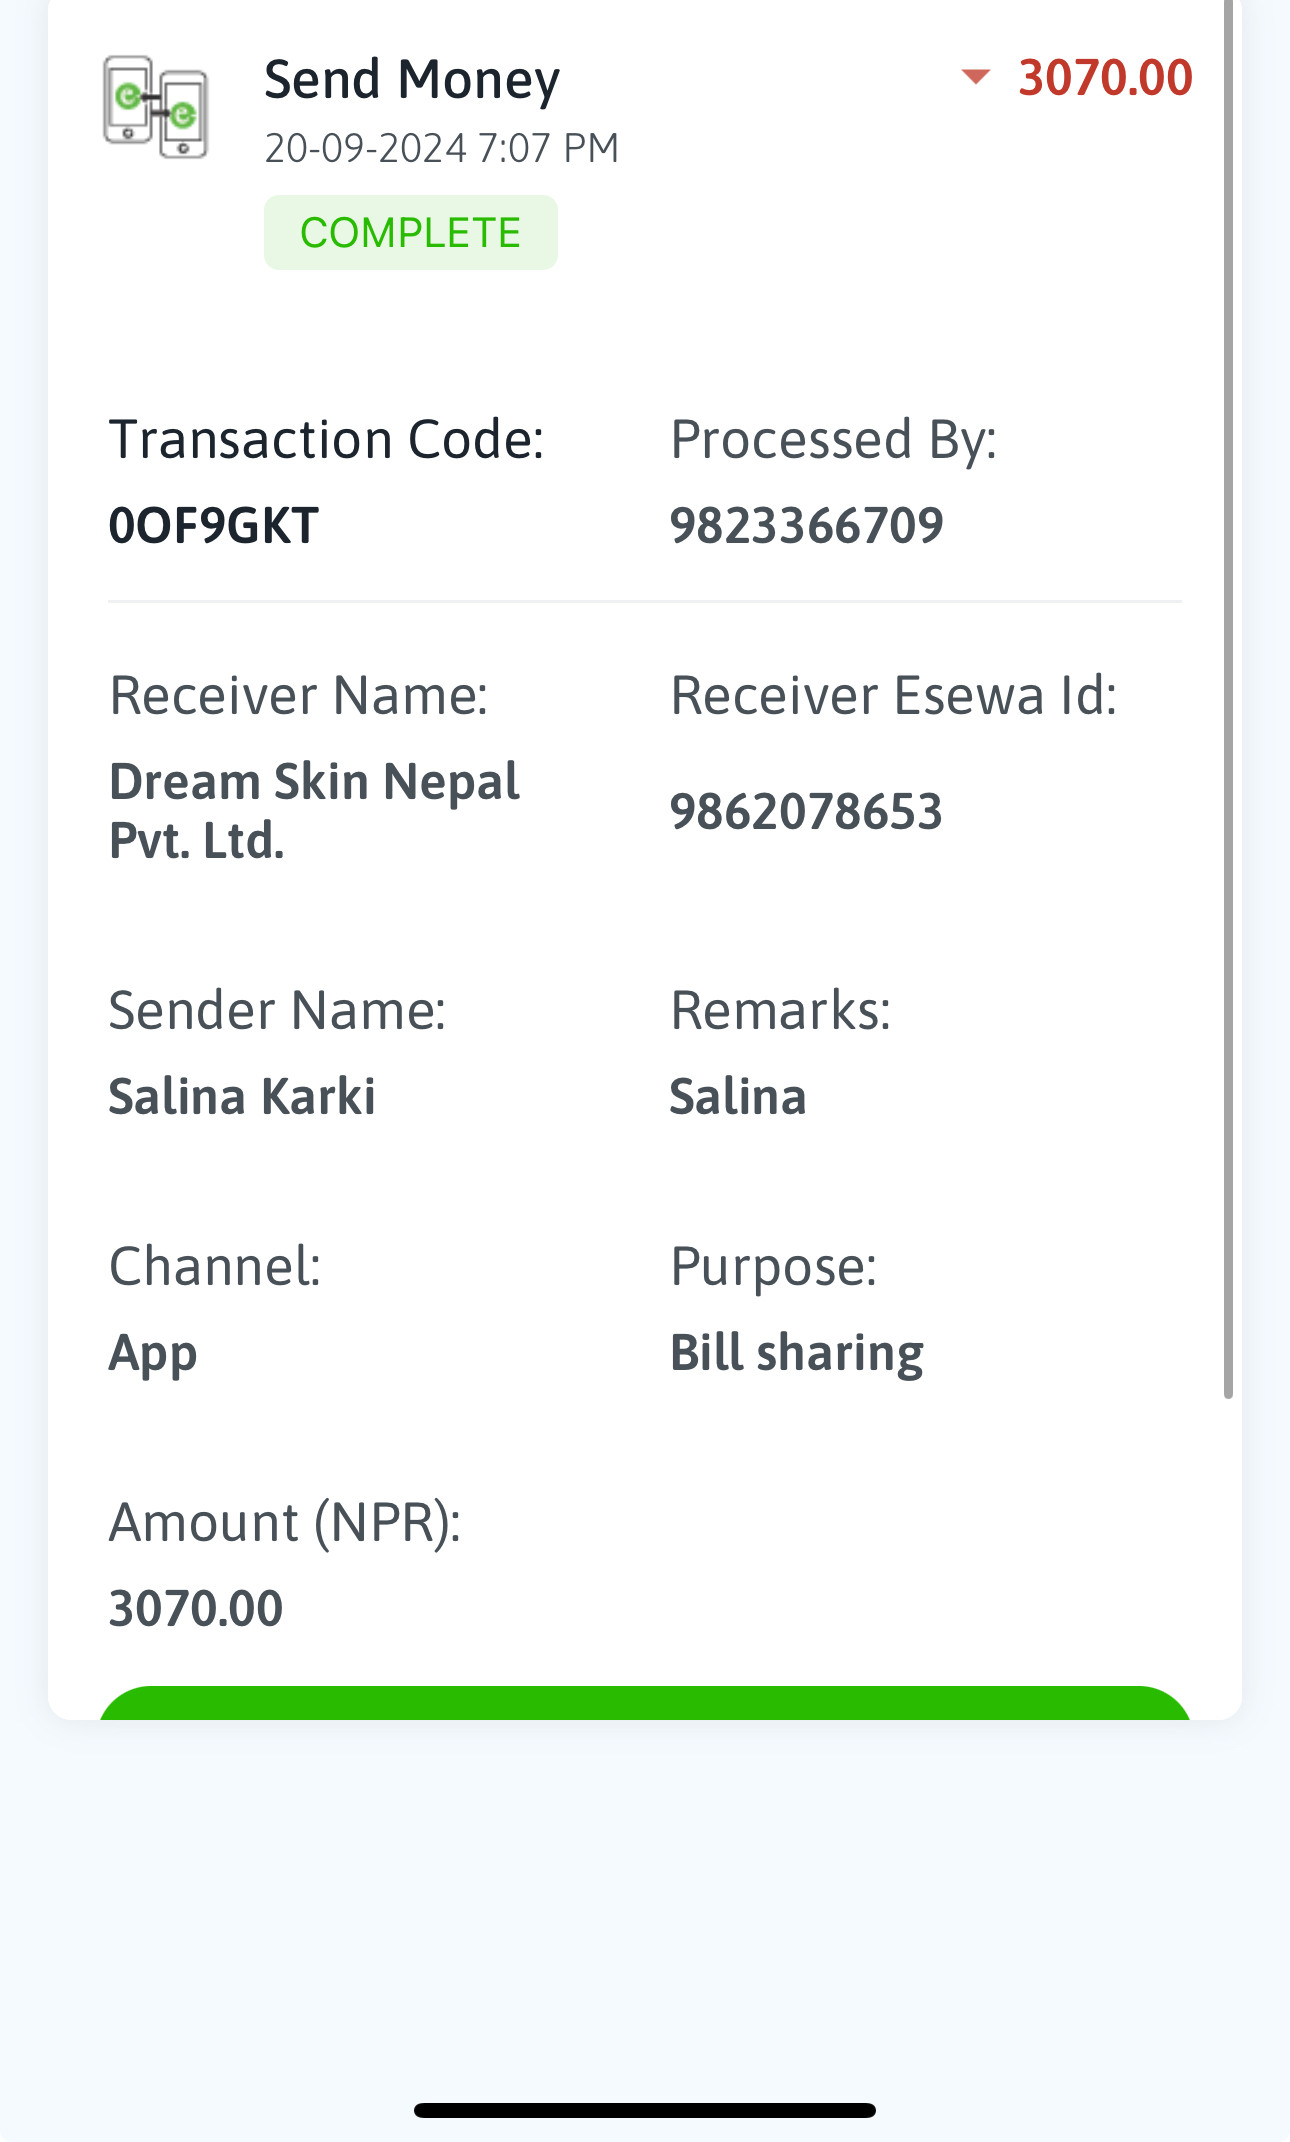 Send Money
3070.00
20-09-2024 7:07 PM
COMPLETE
Transaction Code:
Processed By:
0OF9GKT
9823366709
Receiver Name:
Receiver Esewa Id:
Dream Skin Nepal
Pvt. Ltd.
9862078653
Sender Name:
Remarks:
Salina Karki
Salina
Channel:
Purpose:
App
Bill sharing
Amount (NPR):
3070.00